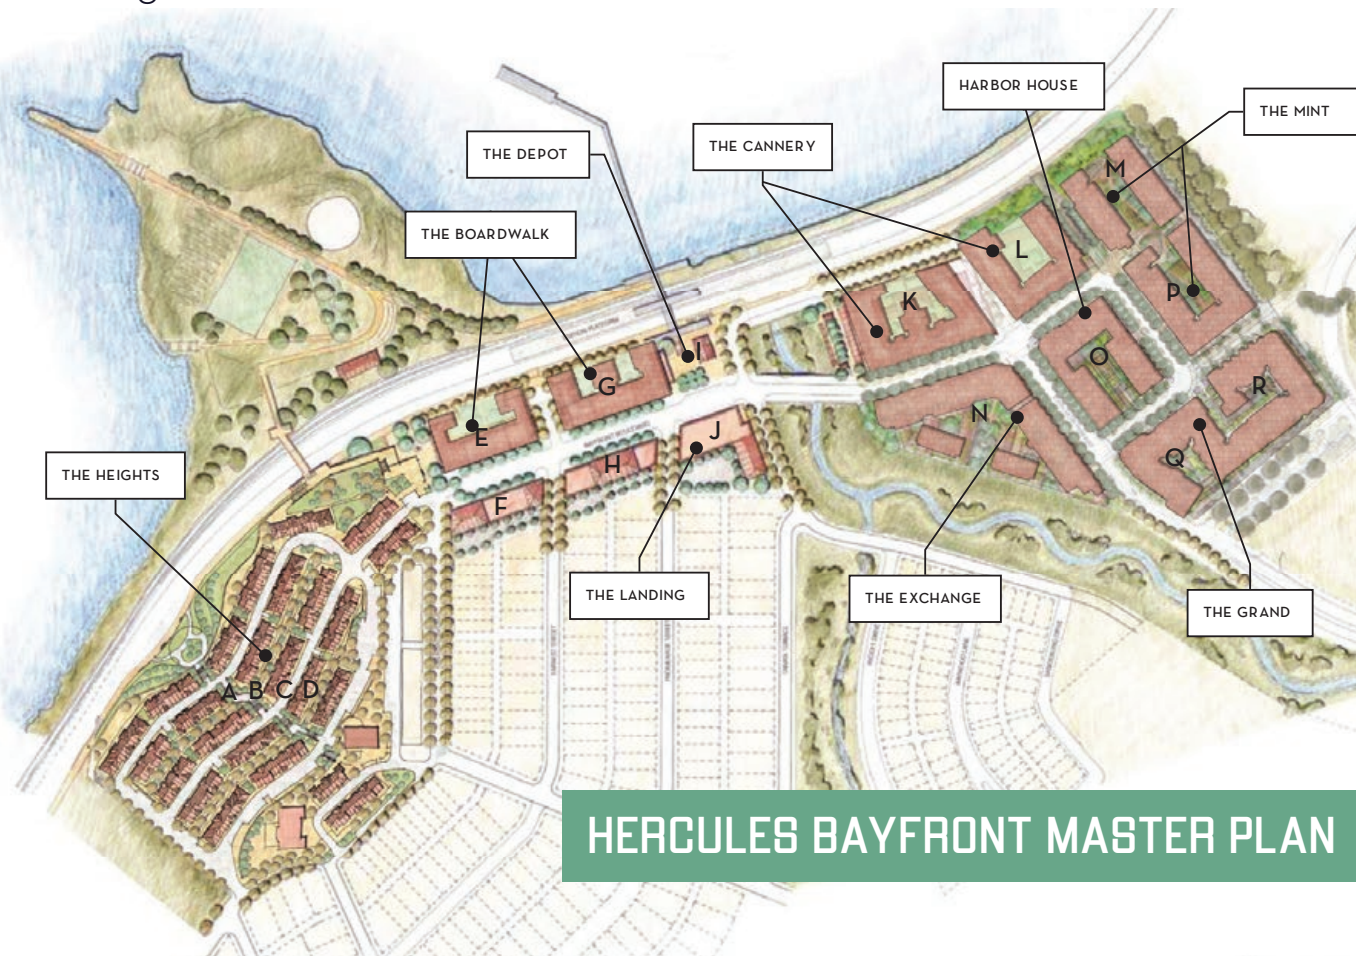 HARBOR HOUSE
THE MINT
THE DEPOT
THE CANNERY
THE BOARDWALK
M
L
P
K
I
O
G
R
E
N
J
Q
H
F
THE HEIGHTS
THE LANDING
THE EXCHANGE
THE GRAND
A B C D
HERCULES BAYFRONT MASTER PLAN